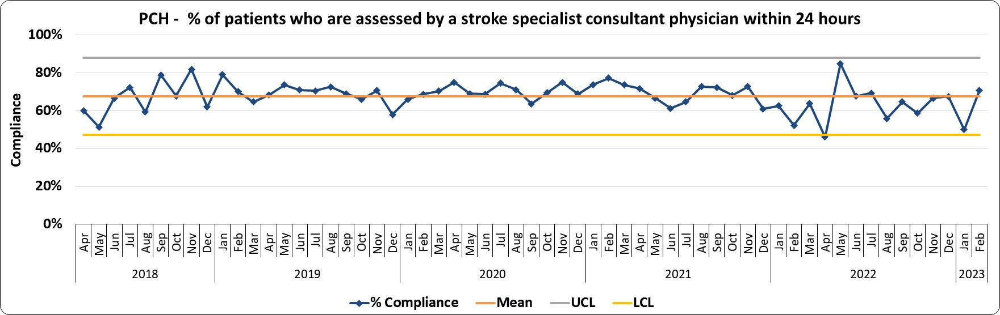 PCH -  % of patients who are assessed by a stroke specialist consultant physician within 24 hours
100%
80%
60%
40%
20%
0%
Compliance
Apr May Jun Jul Aug Sep Oct Nov Dec Jan Feb Mar Apr May Jun Jul Aug Sep Oct Nov Dec Jan Feb Mar Apr May Jun Jul Aug Sep Oct Nov Dec Jan Feb Mar Apr May Jun Jul Aug Sep Oct Nov Dec Jan Feb Mar Apr May Jun Jul Aug Sep Oct Nov Dec Jan Feb
2018 2019 2020 2021 2022 2023
% Compliance Mean UCL LCL